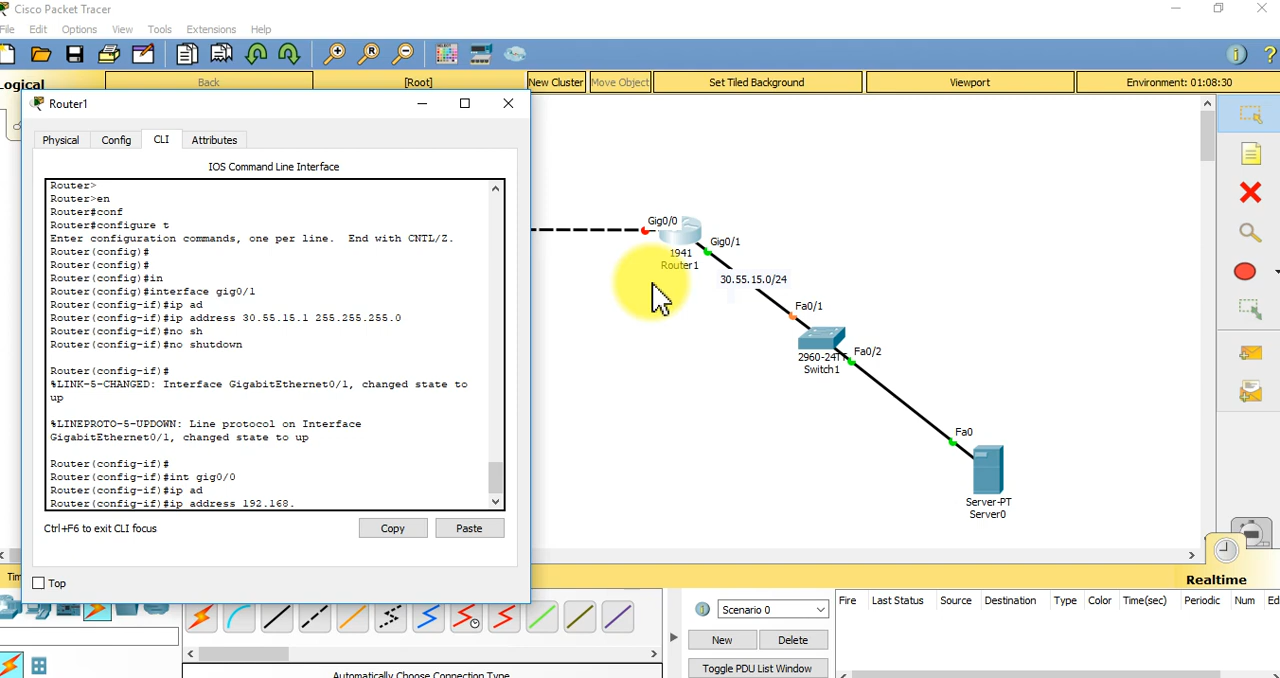 Cisco Packet Tracer
File Edit Options View Tools Extensions Help
Logical Back [Root] New Cluster Move Object Set Tiled Background Viewport Environment: 01:08:30
Router1
Physical Config CLI Attributes
IOS Command Line Interface
Router>
Router>en
Router#conf
Router#configure t
Enter configuration commands, one per line. End with CNTL/Z.
Router(config)#
Router(config)#
Router(config)#in
Router(config)#interface gig0/1
Router(config-if)#ip ad
Router(config-if)#ip address 30.55.15.1 255.255.255.0
Router(config-if)#no sh
Router(config-if)#no shutdown
Router(config-if)#
%LINK-5-CHANGED: Interface GigabitEthernet0/1, changed state to
up
%LINEPROTO-5-UPDOWN: Line protocol on Interface
GigabitEthernet0/1, changed state to up
Router(config-if)#
Router(config-if)#int gig0/0
Router(config-if)#ip ad
Router(config-if)#ip address 192.168.
Ctrl+F6 to exit CLI focus
Copy Paste
Top
Gig0/0
Gig0/1
1941
Router1
30.55.15.0/24
Fa0/1
2960-24TT
Switch1
Fa0/2
Fa0
Server-PT
Server0
Realtime
Scenario 0
New Delete
Toggle PDU List Window
Fire Last Status Source Destination Type Color Time(sec) Periodic Num Ed
Automatically Choose Connection Type